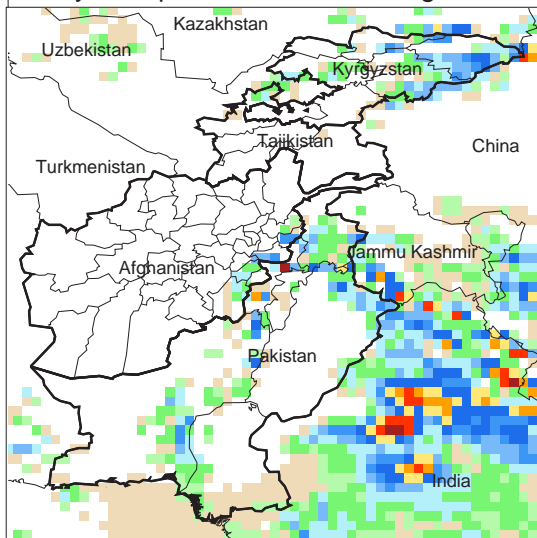 Kazakhstan
Uzbekistan
Kyrgyzstan
Tajikistan
China
Turkmenistan
Jammu Kashmir
Afghanistan
Pakistan
India